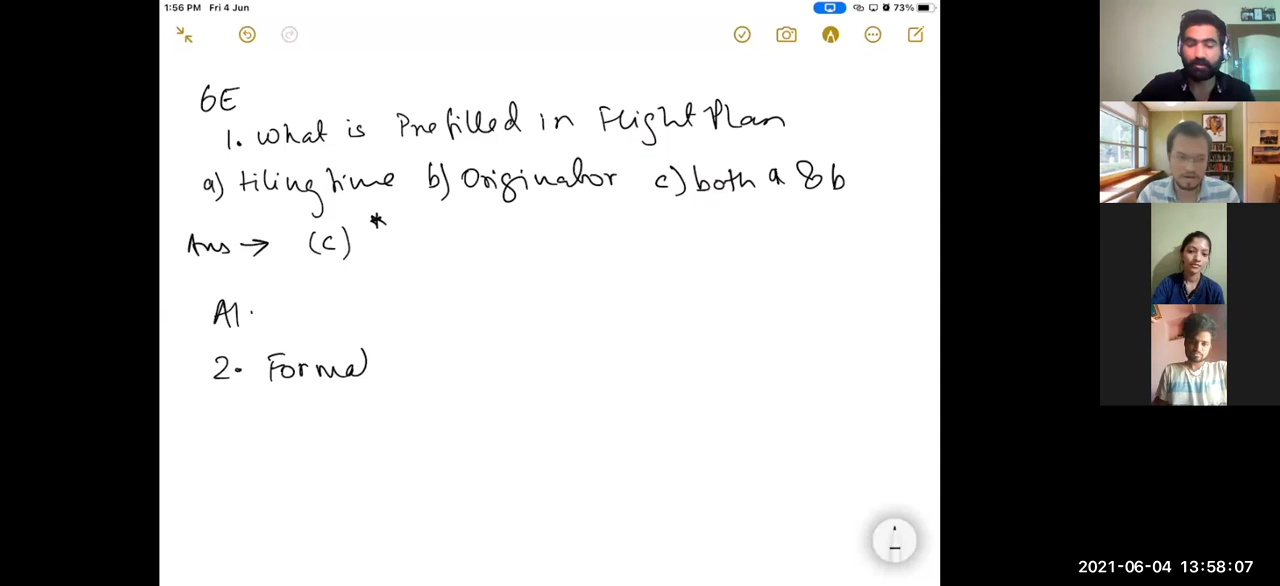 1:56 PM Fri 4 Jun
73%
6E
1. What is Prefilled in Flight Plan
a) tiling time b) Originator c) both a & b
Ans → (c) *
A1.
2. Formal
2021-06-04 13:58:07